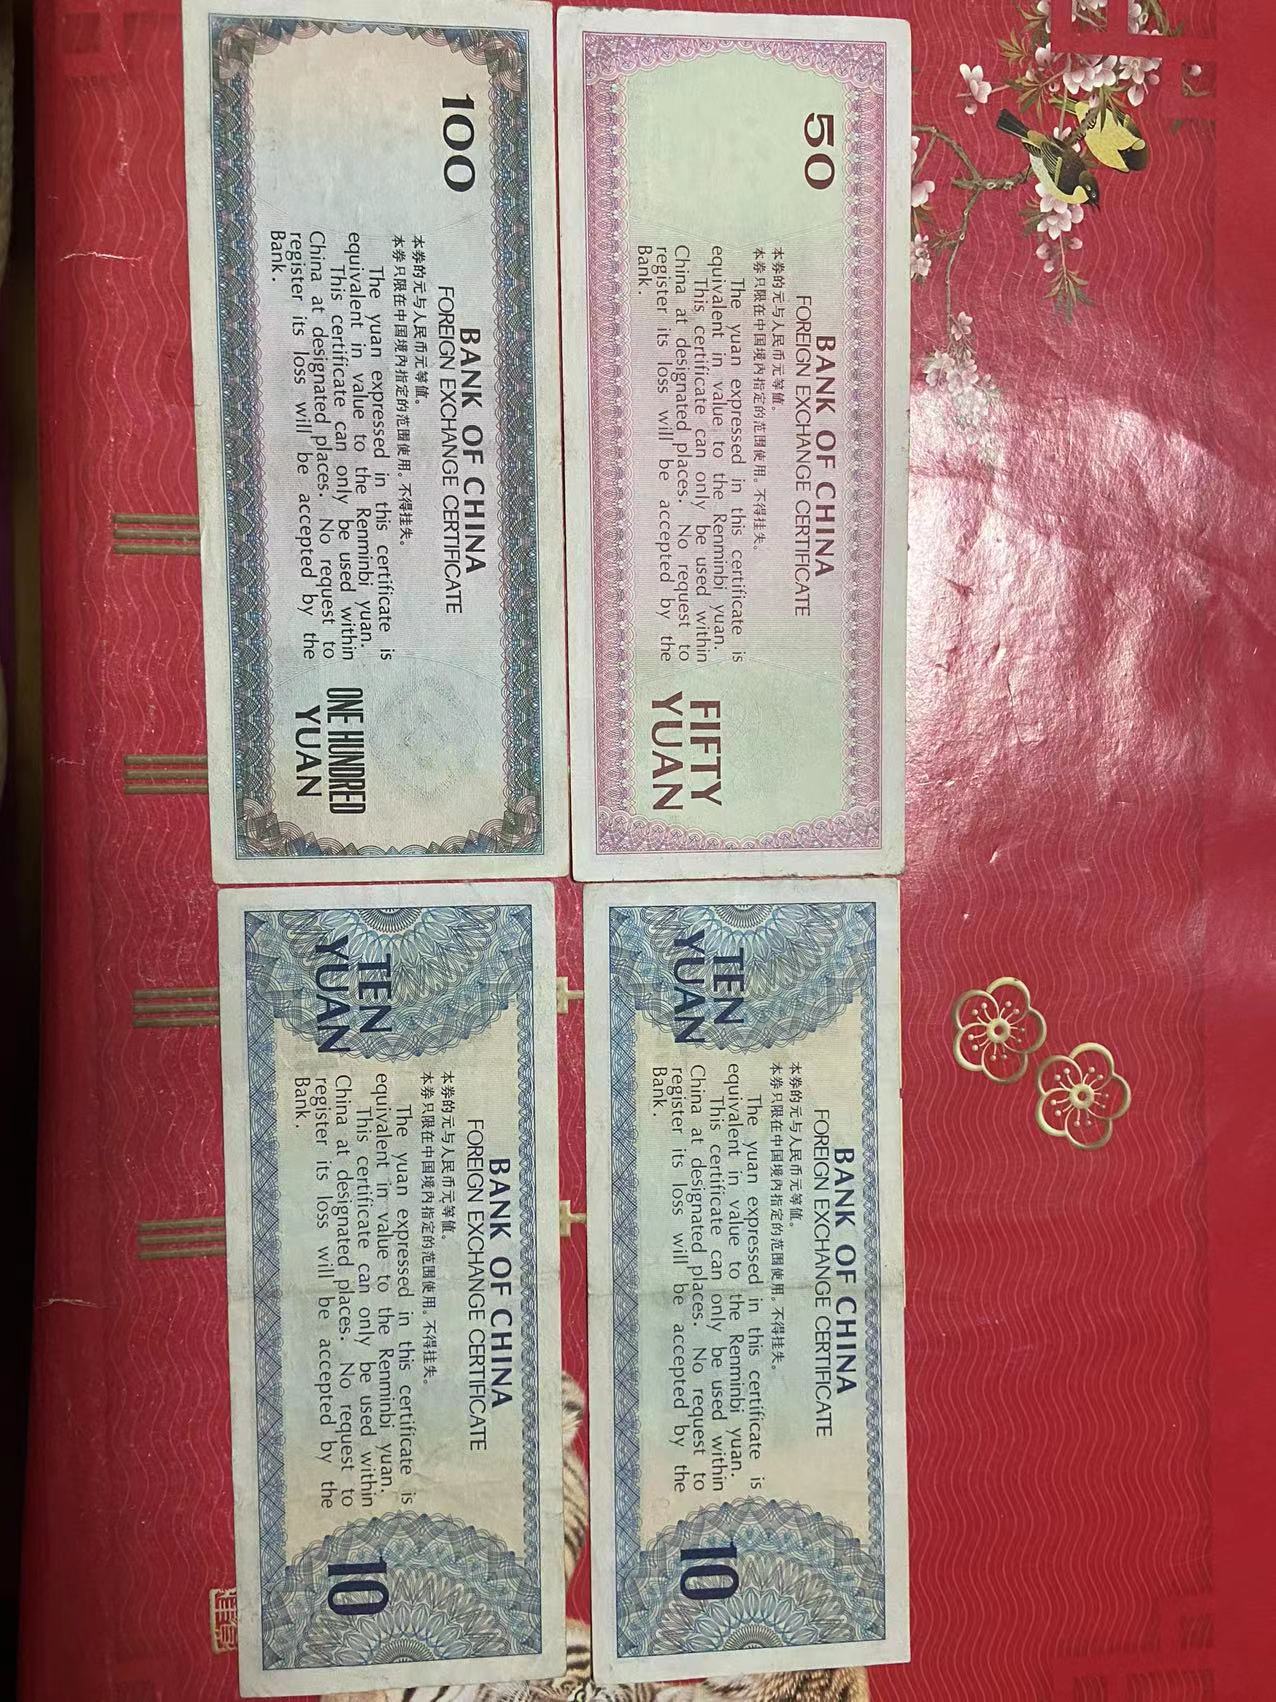 100
BANK OF CHINA
FOREIGN EXCHANGE CERTIFICATE
本券的元与人民币元等值。
本券只限在中国境内指定的范围使用。不得挂失。
The yuan expressed in this certificate is
equivalent in value to the Renminbi yuan.
This certificate can only be used within
China at designated places. No request to
register its loss will be accepted by the
Bank.
ONE HUNDRED
YUAN
50
BANK OF CHINA
FOREIGN EXCHANGE CERTIFICATE
本券的元与人民币元等值。
本券只限在中国境内指定的范围使用。不得挂失。
The yuan expressed in this certificate is
equivalent in value to the Renminbi yuan.
This certificate can only be used within
China at designated places. No request to
register its loss will be accepted by the
Bank.
FIFTY
YUAN
TEN
YUAN
BANK OF CHINA
FOREIGN EXCHANGE CERTIFICATE
本券的元与人民币元等值。
本券只限在中国境内指定的范围使用。不得挂失。
The yuan expressed in this certificate is
equivalent in value to the Renminbi yuan.
This certificate can only be used within
China at designated places. No request to
register its loss will be accepted by the
Bank.
10
TEN
YUAN
BANK OF CHINA
FOREIGN EXCHANGE CERTIFICATE
本券的元与人民币元等值。
本券只限在中国境内指定的范围使用。不得挂失。
The yuan expressed in this certificate is
equivalent in value to the Renminbi yuan.
This certificate can only be used within
China at designated places. No request to
register its loss will be accepted by the
Bank.
10